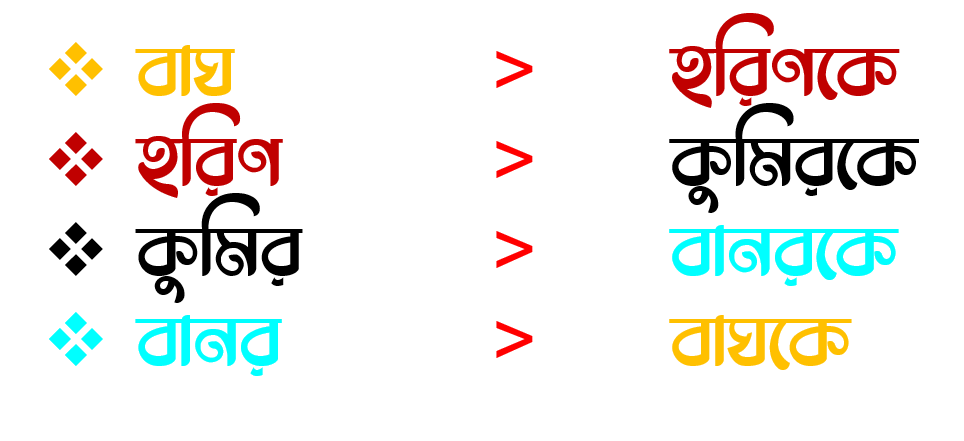 ❖ বাঘ > হরিণকে
❖ হরিণ > কুমিরকে
❖ কুমির > বানরকে
❖ বানর > বাঘকে